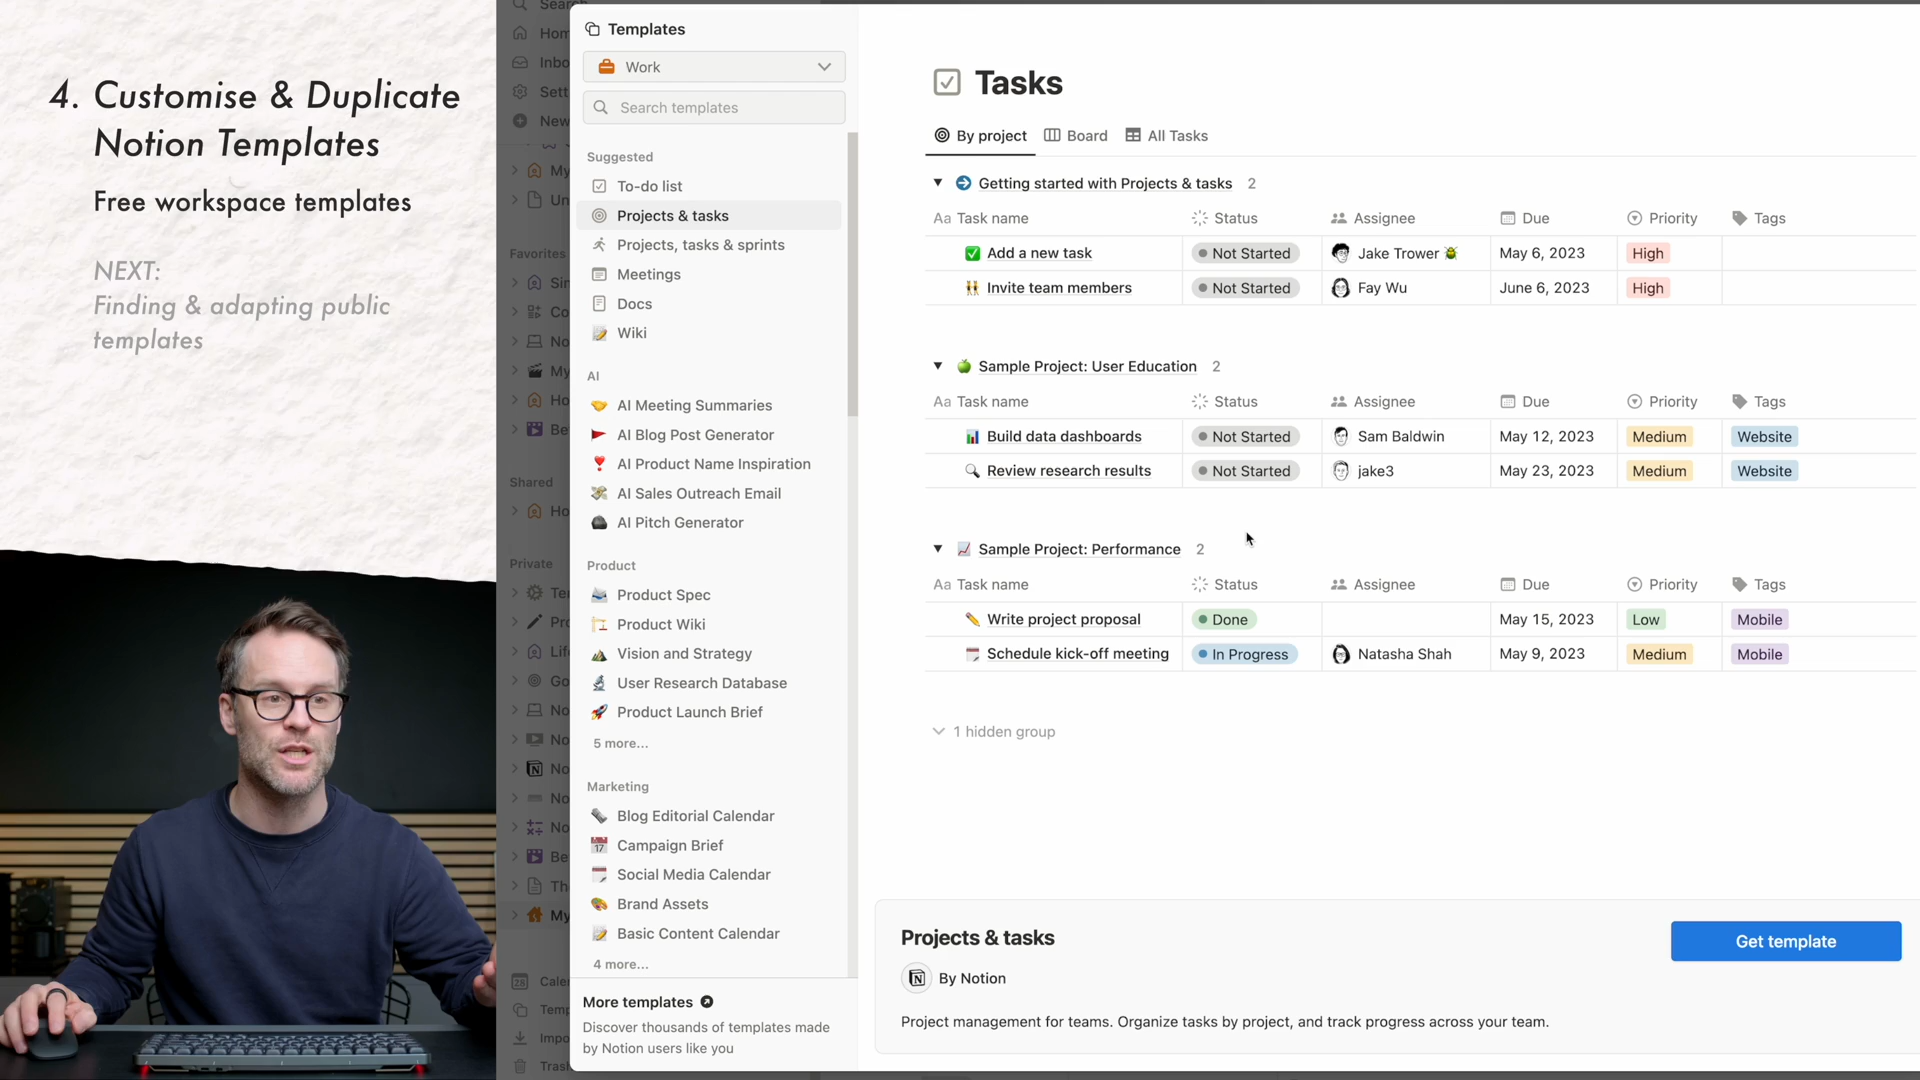 4. Customise & Duplicate
Notion Templates
Free workspace templates
NEXT:
Finding & adapting public
templates
Favorites
Shared
Private
Templates
Work
Search templates
Suggested
To-do list
Projects & tasks
Projects, tasks & sprints
Meetings
Docs
Wiki
AI
AI Meeting Summaries
AI Blog Post Generator
AI Product Name Inspiration
AI Sales Outreach Email
AI Pitch Generator
Product
Product Spec
Product Wiki
Vision and Strategy
User Research Database
Product Launch Brief
5 more...
Marketing
Blog Editorial Calendar
Campaign Brief
Social Media Calendar
Brand Assets
Basic Content Calendar
4 more...
More templates
Discover thousands of templates made
by Notion users like you
Tasks
By project Board All Tasks
Getting started with Projects & tasks 2
Aa Task name Status Assignee Due Priority Tags
Add a new task Not Started Jake Trower May 6, 2023 High
Invite team members Not Started Fay Wu June 6, 2023 High
Sample Project: User Education 2
Aa Task name Status Assignee Due Priority Tags
Build data dashboards Not Started Sam Baldwin May 12, 2023 Medium Website
Review research results Not Started jake3 May 23, 2023 Medium Website
Sample Project: Performance 2
Aa Task name Status Assignee Due Priority Tags
Write project proposal Done May 15, 2023 Low Mobile
Schedule kick-off meeting In Progress Natasha Shah May 9, 2023 Medium Mobile
1 hidden group
Projects & tasks
By Notion
Project management for teams. Organize tasks by project, and track progress across your team.
Get template